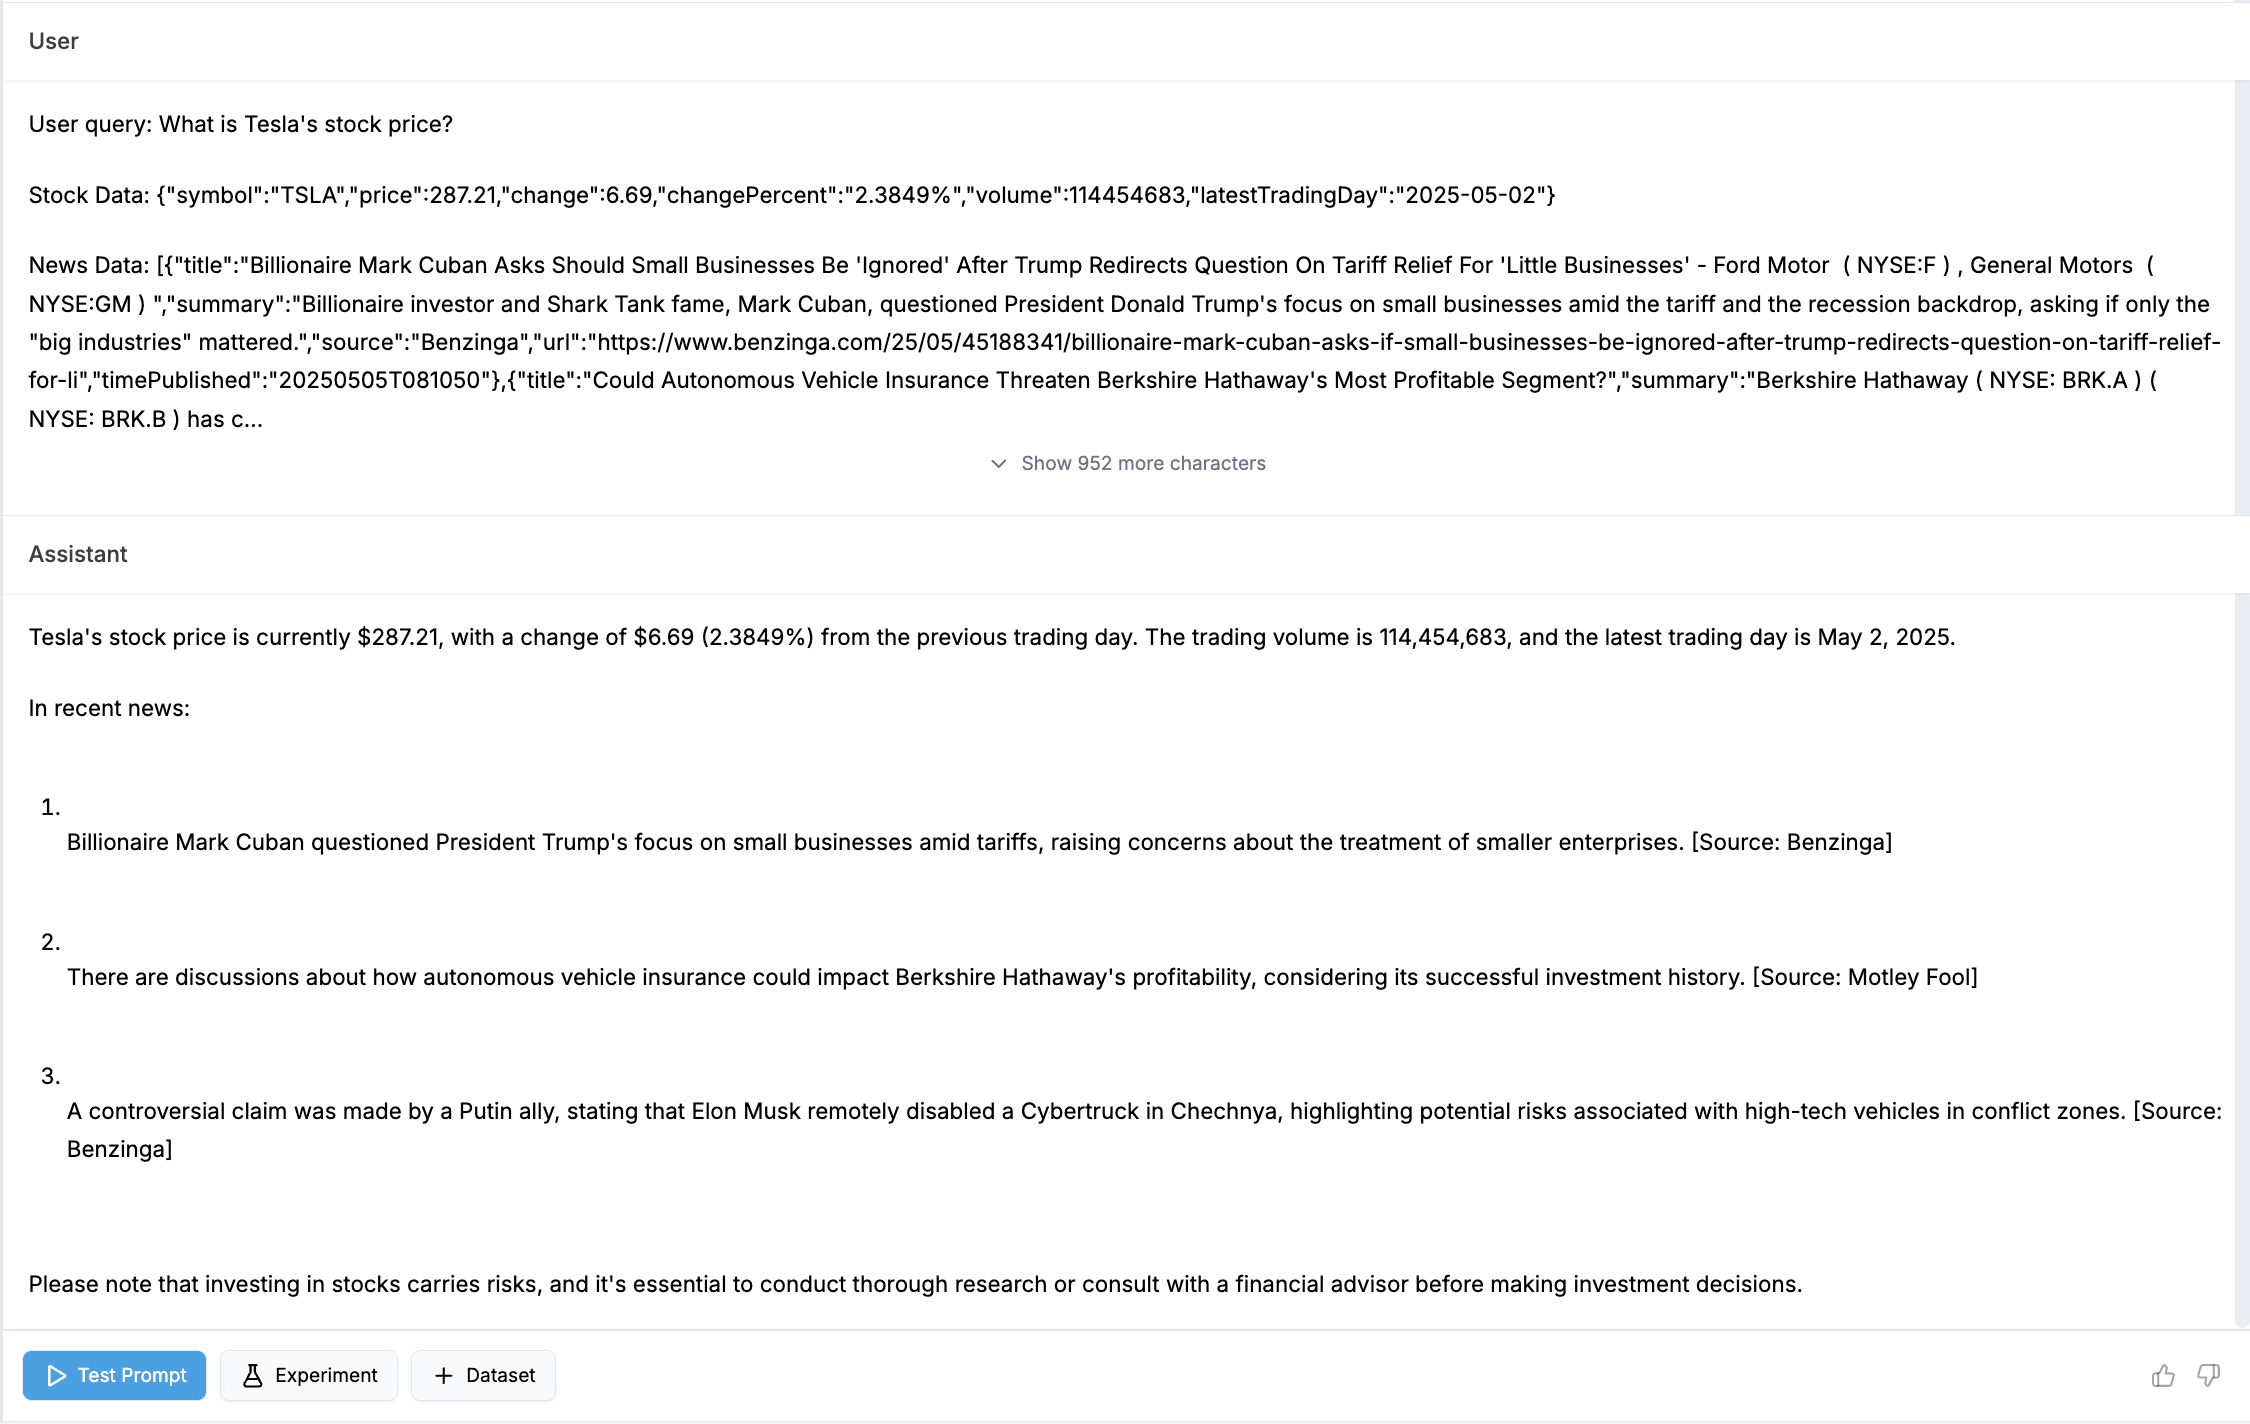 User
User query: What is Tesla's stock price?
Stock Data: {"symbol":"TSLA","price":287.21,"change":6.69,"changePercent":"2.3849%","volume":114454683,"latestTradingDay":"2025-05-02"}
News Data: [{"title":"Billionaire Mark Cuban Asks Should Small Businesses Be 'Ignored' After Trump Redirects Question On Tariff Relief For 'Little Businesses' - Ford Motor  ( NYSE:F ) , General Motors  (
NYSE:GM ) ","summary":"Billionaire investor and Shark Tank fame, Mark Cuban, questioned President Donald Trump's focus on small businesses amid the tariff and the recession backdrop, asking if only the
"big industries" mattered.","source":"Benzinga","url":"https://www.benzinga.com/25/05/45188341/billionaire-mark-cuban-asks-if-small-businesses-be-ignored-after-trump-redirects-question-on-tariff-relief-
for-li","timePublished":"20250505T081050"},{"title":"Could Autonomous Vehicle Insurance Threaten Berkshire Hathaway's Most Profitable Segment?","summary":"Berkshire Hathaway ( NYSE: BRK.A ) (
NYSE: BRK.B ) has c...
Show 952 more characters
Assistant
Tesla's stock price is currently $287.21, with a change of $6.69 (2.3849%) from the previous trading day. The trading volume is 114,454,683, and the latest trading day is May 2, 2025.
In recent news:
1.
Billionaire Mark Cuban questioned President Trump's focus on small businesses amid tariffs, raising concerns about the treatment of smaller enterprises. [Source: Benzinga]
2.
There are discussions about how autonomous vehicle insurance could impact Berkshire Hathaway's profitability, considering its successful investment history. [Source: Motley Fool]
3.
A controversial claim was made by a Putin ally, stating that Elon Musk remotely disabled a Cybertruck in Chechnya, highlighting potential risks associated with high-tech vehicles in conflict zones. [Source:
Benzinga]
Please note that investing in stocks carries risks, and it's essential to conduct thorough research or consult with a financial advisor before making investment decisions.
Test Prompt Experiment + Dataset